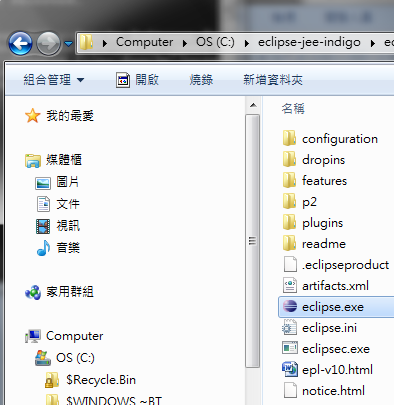 Computer OS (C:) eclipse-jee-indigo
組合管理 開啟 燒錄 新增資料夾
我的最愛
媒體櫃
圖片
文件
視訊
音樂
家用群組
Computer
OS (C:)
$Recycle.Bin
$WINDOWS.~BT
名稱
configuration
dropins
features
p2
plugins
readme
.eclipseproduct
artifacts.xml
eclipse.exe
eclipse.ini
eclipsec.exe
epl-v10.html
notice.html